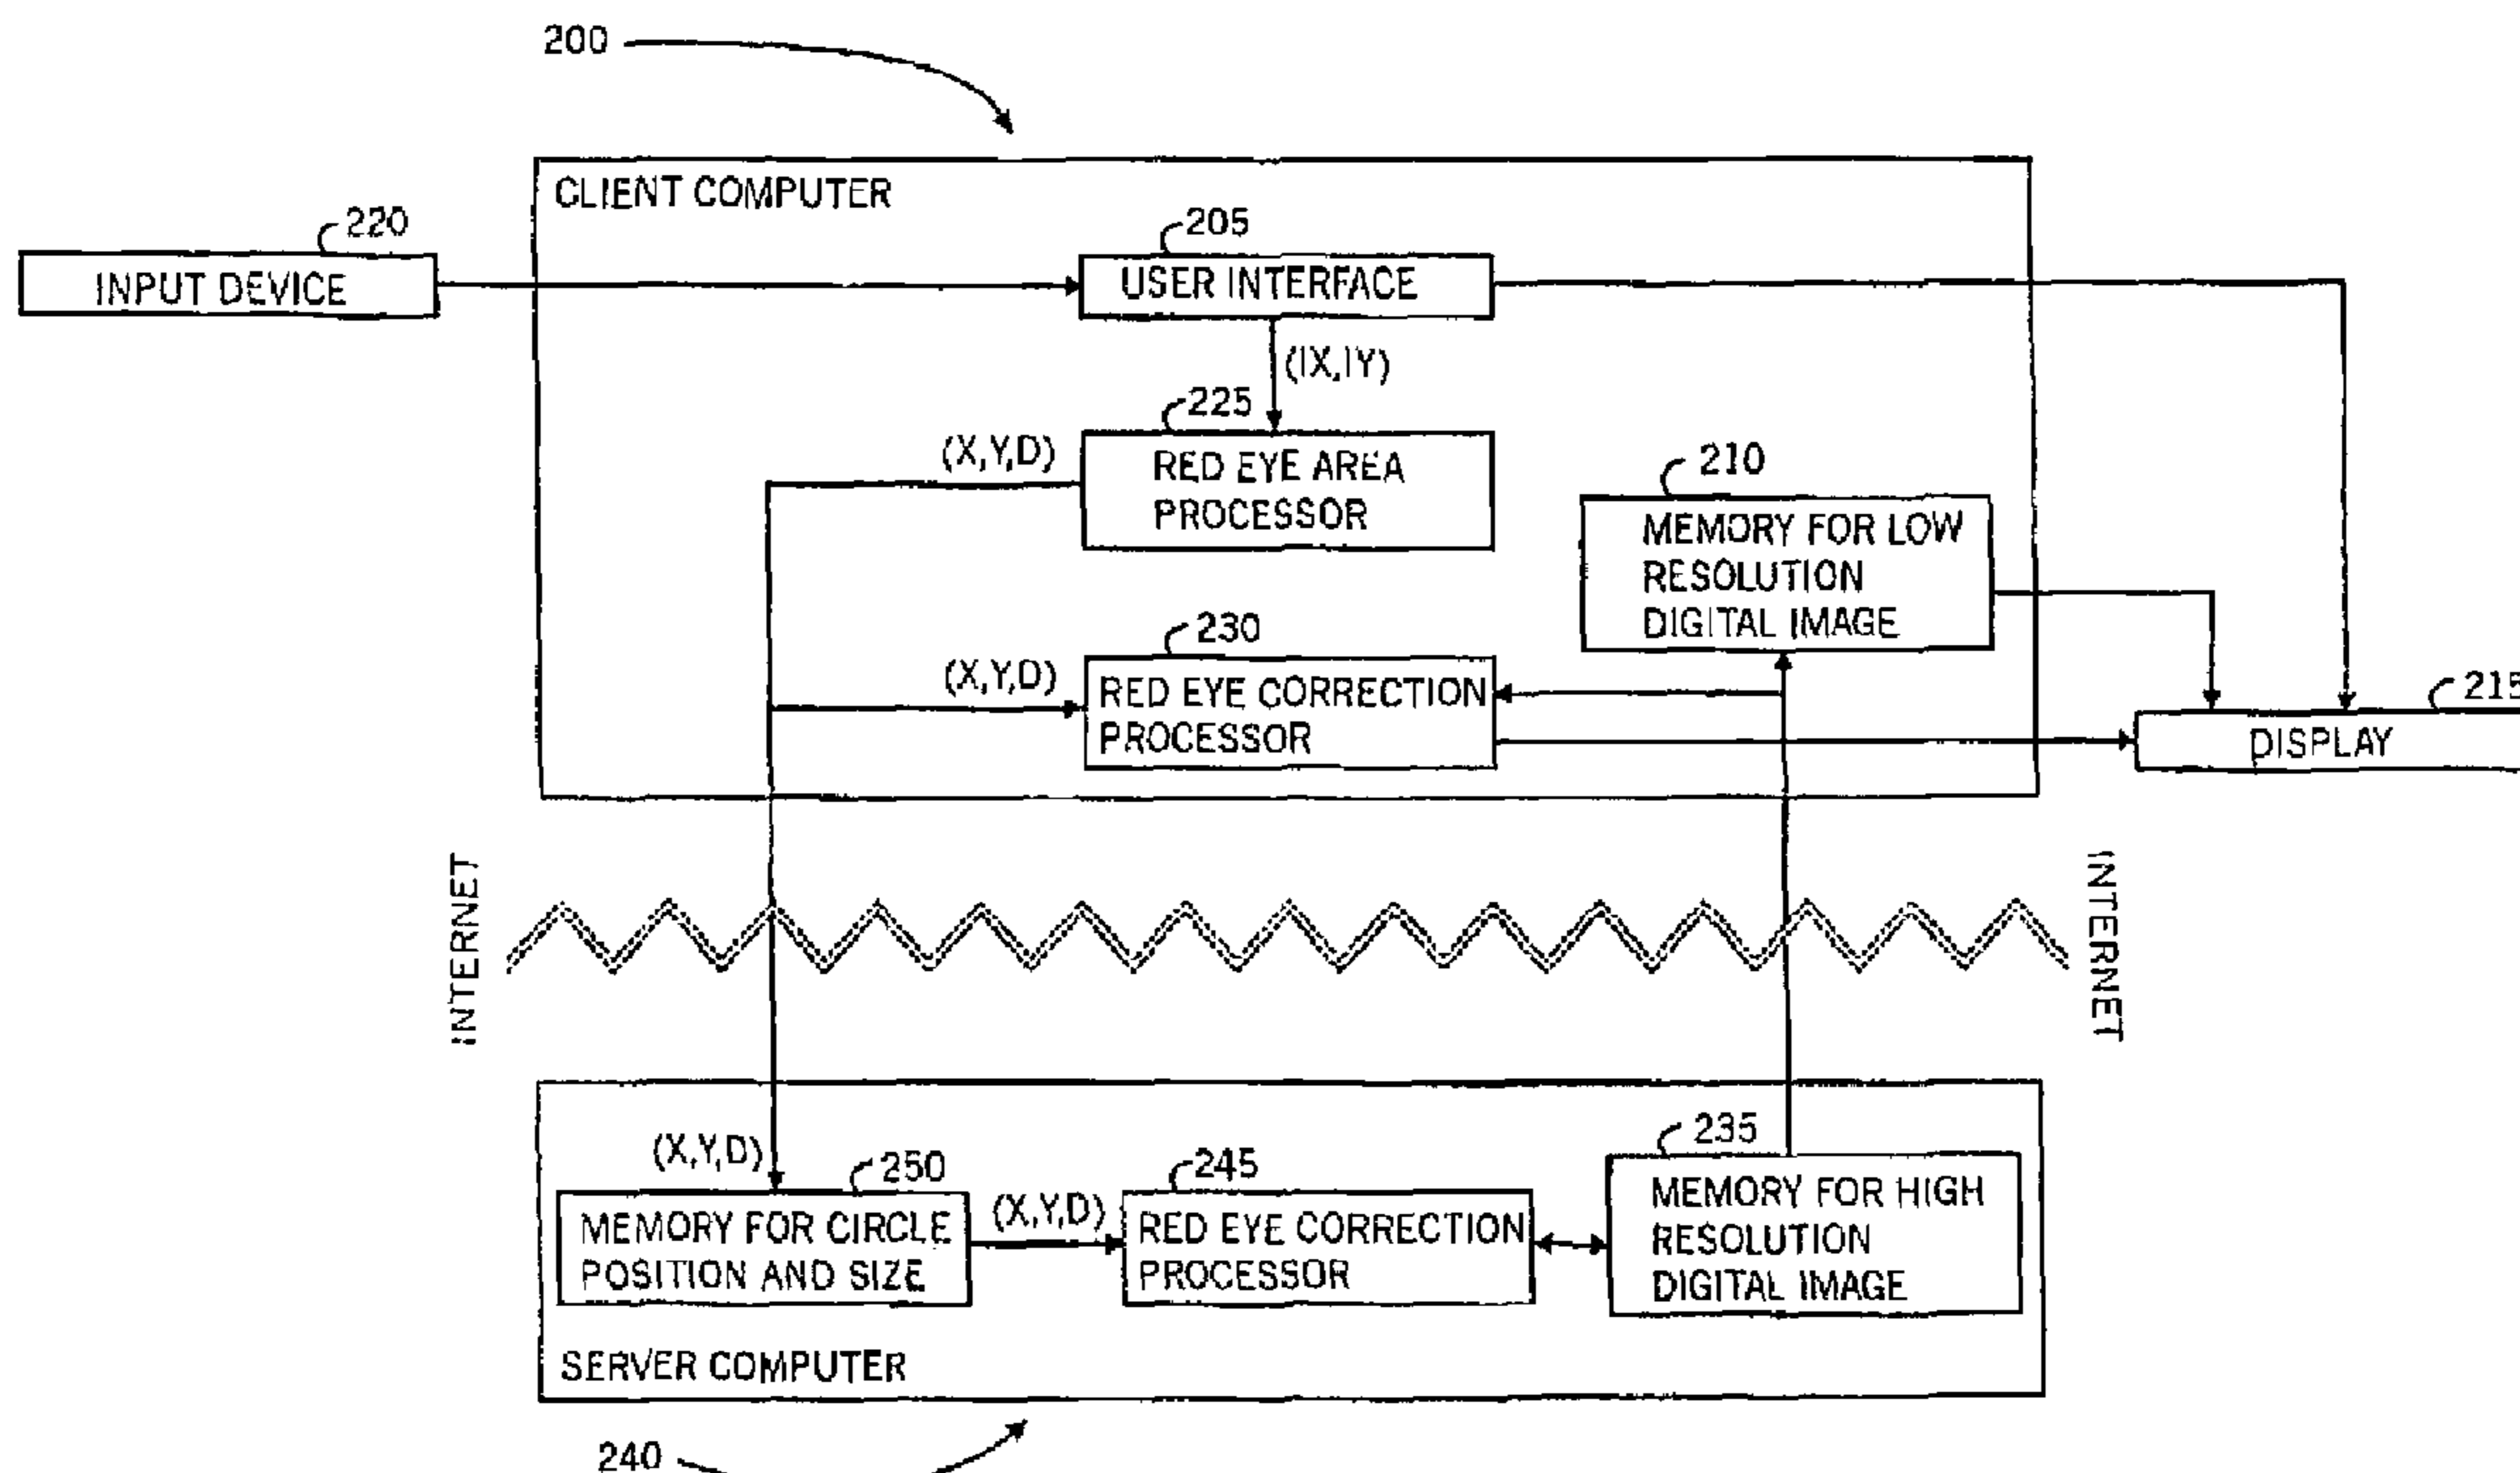 200
CLIENT COMPUTER
220
205
INPUT DEVICE
USER INTERFACE
(IX,IY)
225
(X,Y,D)
RED EYE AREA
PROCESSOR
210
MEMORY FOR LOW
RESOLUTION
DIGITAL IMAGE
230
(X,Y,D)
RED EYE CORRECTION
PROCESSOR
215
DISPLAY
INTERNET
INTERNET
(X,Y,D)
250
245
235
MEMORY FOR CIRCLE
POSITION AND SIZE
(X,Y,D)
RED EYE CORRECTION
PROCESSOR
MEMORY FOR HIGH
RESOLUTION
DIGITAL IMAGE
SERVER COMPUTER
240